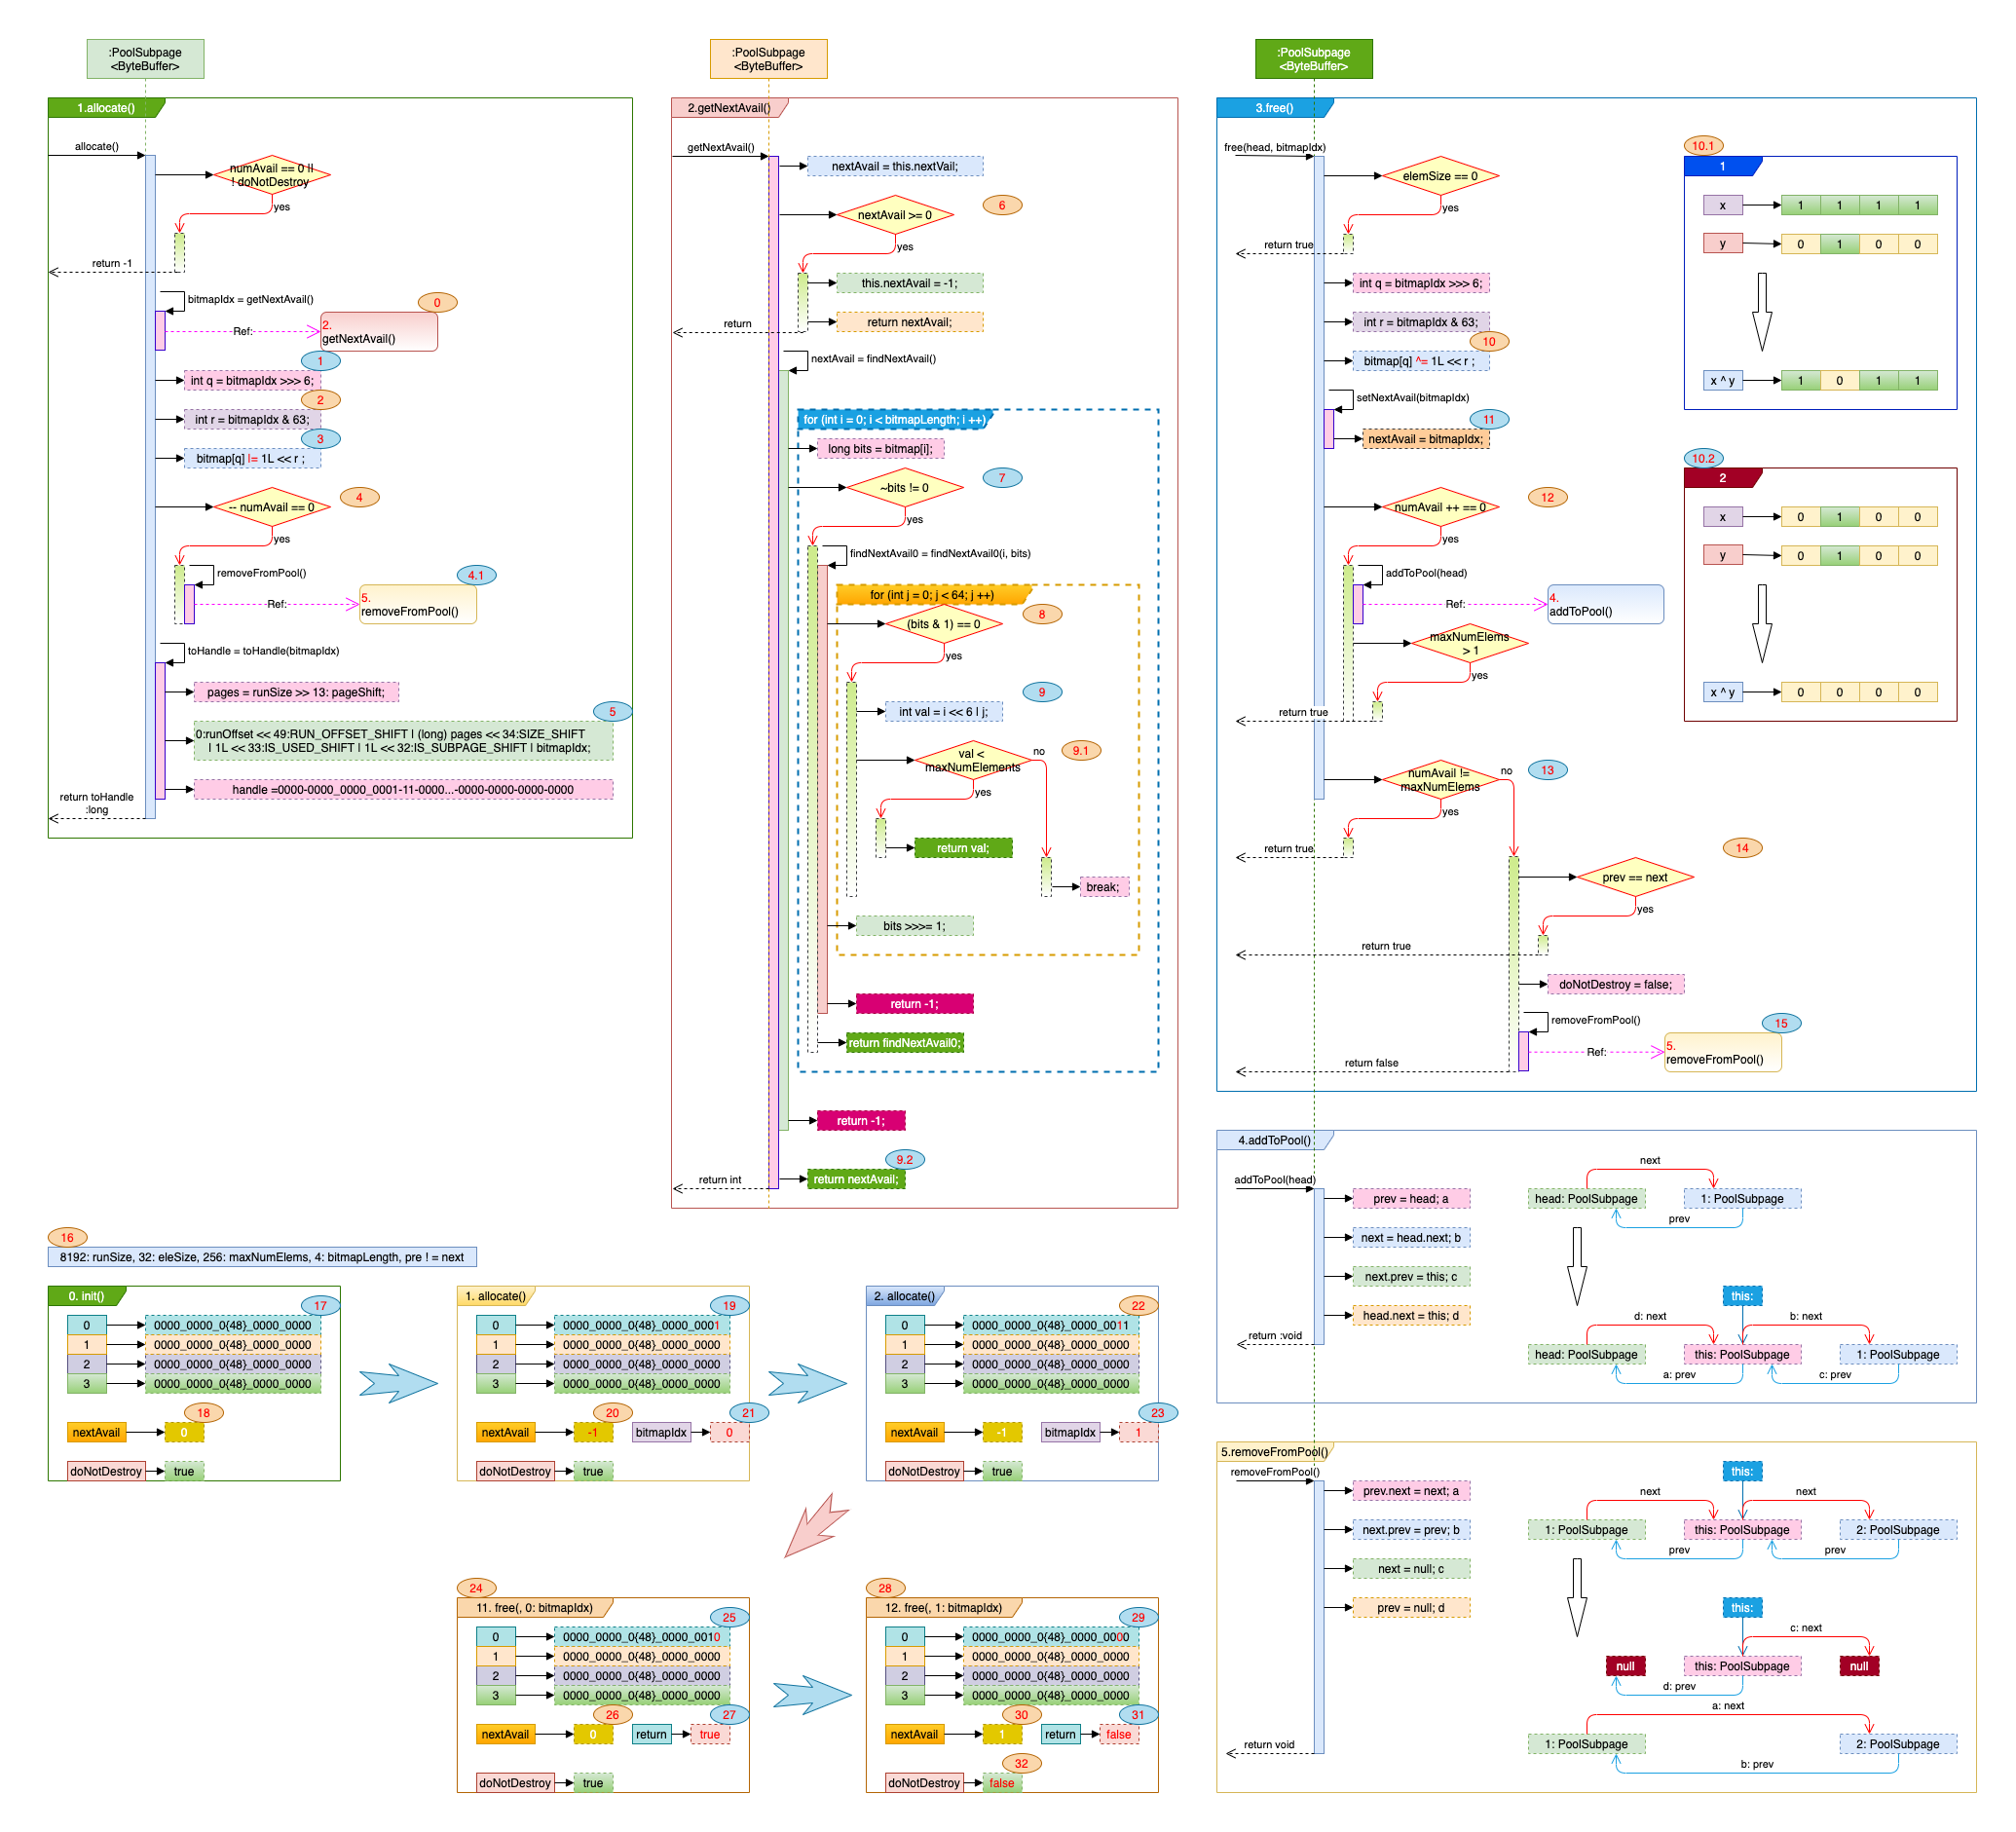 :PoolSubpage
<ByteBuffer>
1.allocate()
allocate()
numAvail == 0 ||
! doNotDestroy
yes
return -1
bitmapIdx = getNextAvail()
0
Ref:
2.
getNextAvail()
1
int q = bitmapIdx >>> 6;
2
int r = bitmapIdx & 63;
3
bitmap[q] |= 1L << r ;
4
-- numAvail == 0
yes
removeFromPool()
4.1
Ref:
5.
removeFromPool()
toHandle = toHandle(bitmapIdx)
pages = runSize >> 13: pageShift;
5
0:runOffset << 49:RUN_OFFSET_SHIFT | (long) pages << 34:SIZE_SHIFT
| 1L << 33:IS_USED_SHIFT | 1L << 32:IS_SUBPAGE_SHIFT | bitmapIdx;
handle =0000-0000_0000_0001-11-0000...-0000-0000-0000-0000
return toHandle
:long
:PoolSubpage
<ByteBuffer>
2.getNextAvail()
getNextAvail()
nextAvail = this.nextVail;
6
nextAvail >= 0
yes
this.nextAvail = -1;
return
return nextAvail;
nextAvail = findNextAvail()
for (int i = 0; i < bitmapLength; i ++)
long bits = bitmap[i];
7
~bits != 0
yes
findNextAvail0 = findNextAvail0(i, bits)
for (int j = 0; j < 64; j ++)
8
(bits & 1) == 0
yes
9
int val = i << 6 | j;
9.1
val <
maxNumElements
no
yes
return val;
break;
bits >>>= 1;
return -1;
return findNextAvail0;
return -1;
9.2
return int
return nextAvail;
:PoolSubpage
<ByteBuffer>
3.free()
free(head, bitmapIdx)
elemSize == 0
yes
return true
int q = bitmapIdx >>> 6;
int r = bitmapIdx & 63;
10
bitmap[q] ^= 1L << r ;
setNextAvail(bitmapIdx)
11
nextAvail = bitmapIdx;
12
numAvail ++ == 0
yes
addToPool(head)
Ref:
4.
addToPool()
maxNumElems
> 1
yes
return true
numAvail !=
maxNumElems
no
13
yes
return true
14
prev == next
yes
return true
doNotDestroy = false;
removeFromPool()
15
Ref:
5.
removeFromPool()
return false
10.1
1
x 1 1 1 1
y 0 1 0 0
x ^ y 1 0 1 1
10.2
2
x 0 1 0 0
y 0 1 0 0
x ^ y 0 0 0 0
4.addToPool()
addToPool(head)
prev = head; a
next = head.next; b
next.prev = this; c
head.next = this; d
return :void
next
head: PoolSubpage
1: PoolSubpage
prev
this:
d: next
b: next
head: PoolSubpage
this: PoolSubpage
1: PoolSubpage
a: prev
c: prev
5.removeFromPool()
removeFromPool()
prev.next = next; a
next.prev = prev; b
next = null; c
prev = null; d
return void
this:
next
next
1: PoolSubpage
this: PoolSubpage
2: PoolSubpage
prev
prev
this:
c: next
null
this: PoolSubpage
null
d: prev
a: next
1: PoolSubpage
2: PoolSubpage
b: prev
16
8192: runSize, 32: eleSize, 256: maxNumElems, 4: bitmapLength, pre ! = next
0. init()
17
0 0000_0000_0{48}_0000_0000
1 0000_0000_0{48}_0000_0000
2 0000_0000_0{48}_0000_0000
3 0000_0000_0{48}_0000_0000
18
nextAvail 0
doNotDestroy true
1. allocate()
19
0 0000_0000_0{48}_0000_0001
1 0000_0000_0{48}_0000_0000
2 0000_0000_0{48}_0000_0000
3 0000_0000_0{48}_0000_0000
20
21
nextAvail -1 bitmapIdx 0
doNotDestroy true
2. allocate()
22
0 0000_0000_0{48}_0000_0011
1 0000_0000_0{48}_0000_0000
2 0000_0000_0{48}_0000_0000
3 0000_0000_0{48}_0000_0000
23
nextAvail -1 bitmapIdx 1
doNotDestroy true
24
11. free(, 0: bitmapIdx)
25
0 0000_0000_0{48}_0000_0010
1 0000_0000_0{48}_0000_0000
2 0000_0000_0{48}_0000_0000
3 0000_0000_0{48}_0000_0000
26
27
nextAvail 0 return true
doNotDestroy true
28
12. free(, 1: bitmapIdx)
29
0 0000_0000_0{48}_0000_0000
1 0000_0000_0{48}_0000_0000
2 0000_0000_0{48}_0000_0000
3 0000_0000_0{48}_0000_0000
30
31
nextAvail 1 return false
32
doNotDestroy false